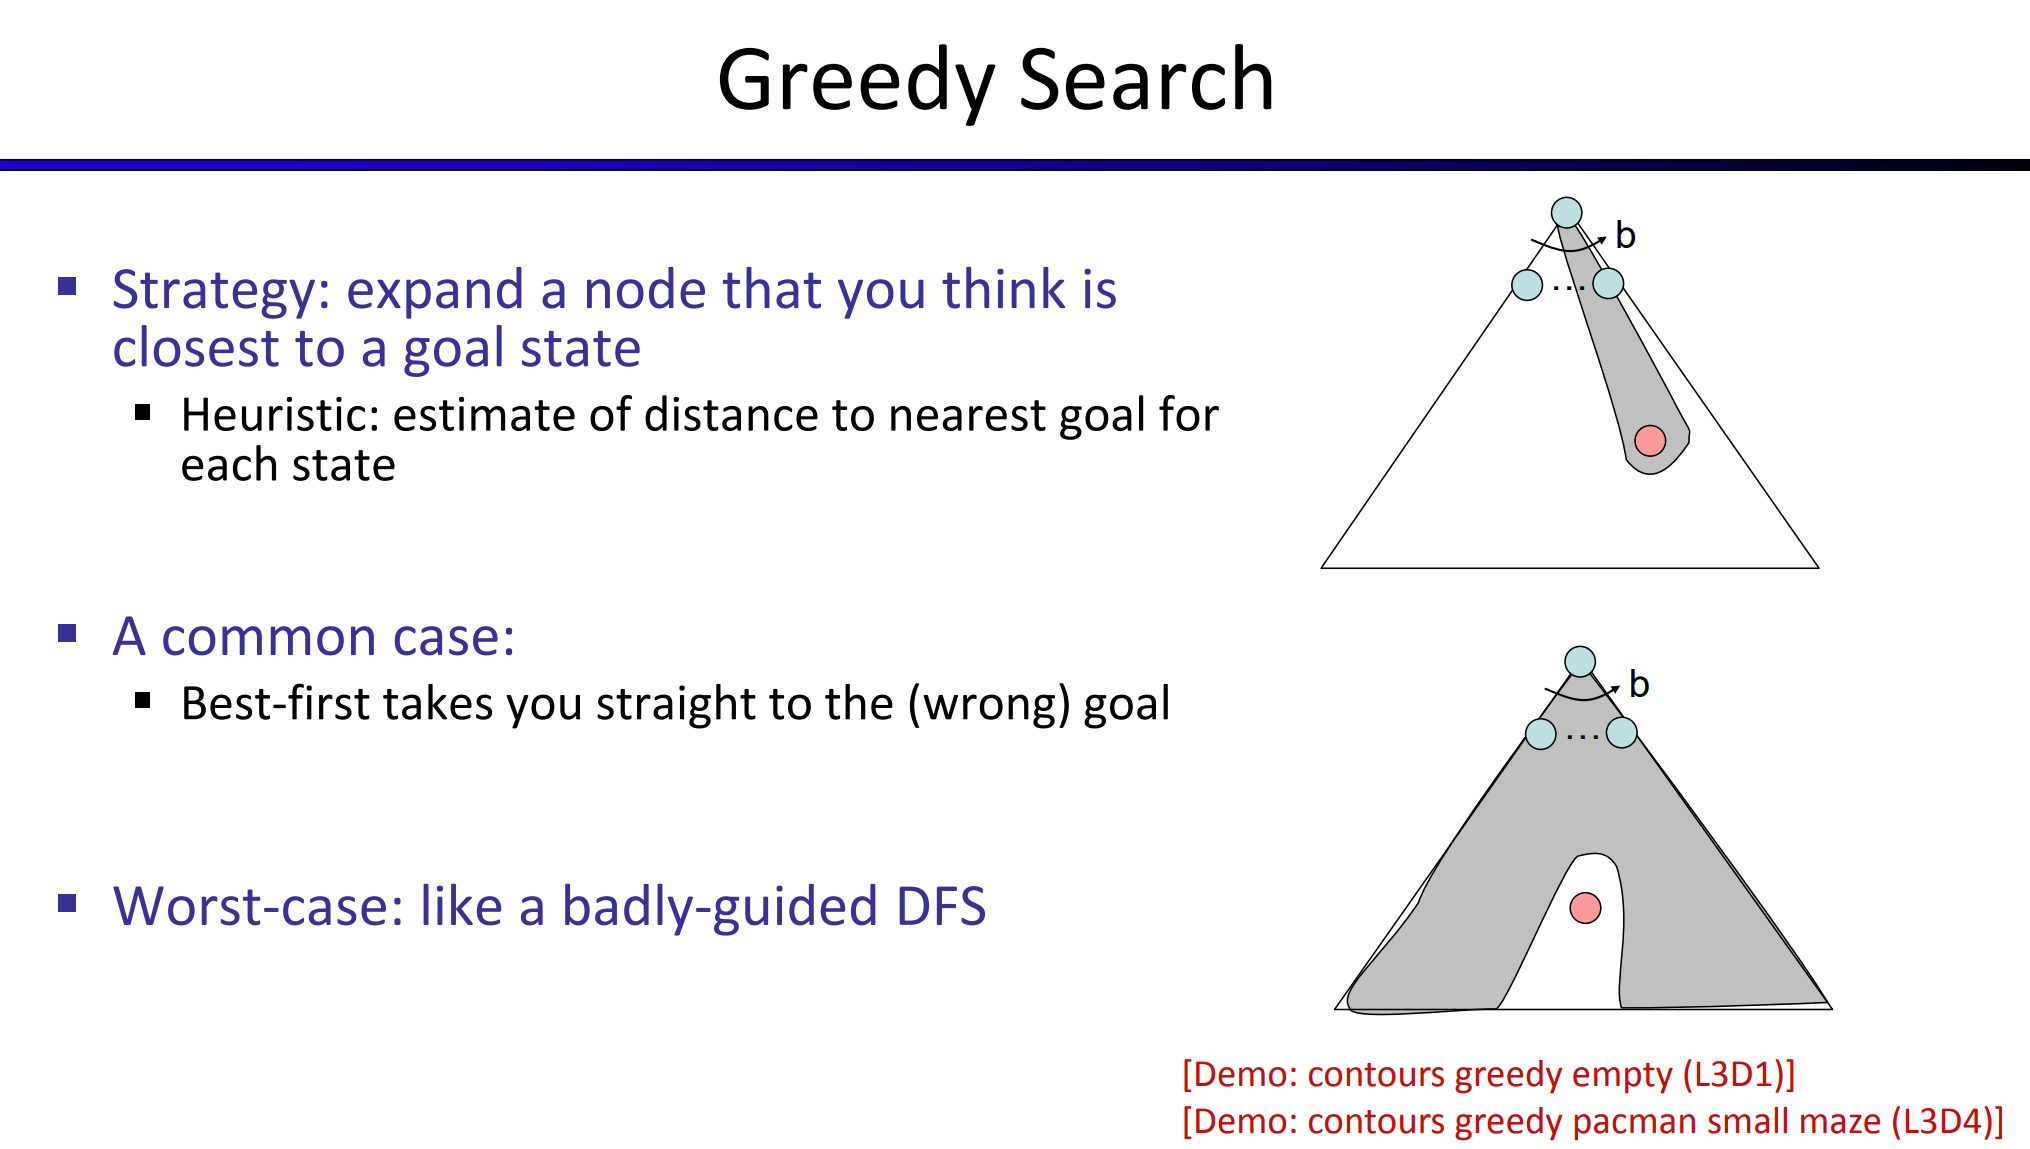 Greedy Search
Strategy: expand a node that you think is
closest to a goal state
Heuristic: estimate of distance to nearest goal for
each state
A common case:
Best-first takes you straight to the (wrong) goal
Worst-case: like a badly-guided DFS
b
…
b
…
[Demo: contours greedy empty (L3D1)]
[Demo: contours greedy pacman small maze (L3D4)]